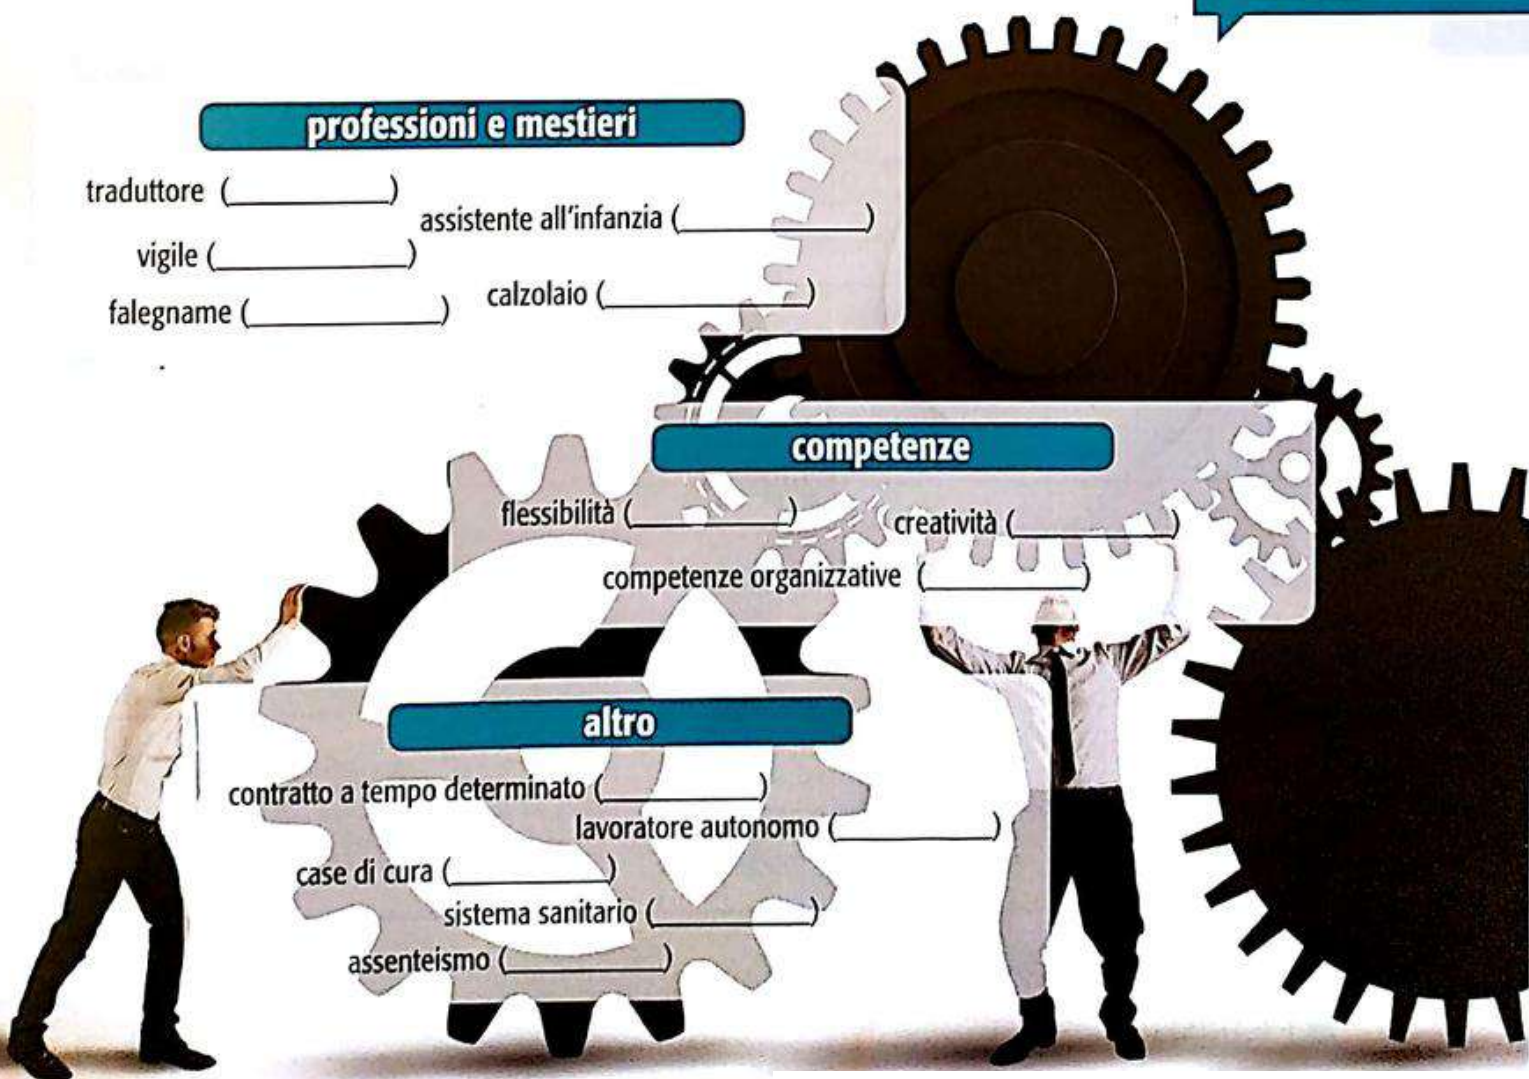 professioni e mestieri
traduttore (__________)
assistente all'infanzia (__________)
vigile (__________)
calzolaio (__________)
falegname (__________)
competenze
flessibilità (__________)
creatività (__________)
competenze organizzative (__________)
altro
contratto a tempo determinato (__________)
lavoratore autonomo (__________)
case di cura (__________)
sistema sanitario (__________)
assenteismo (__________)